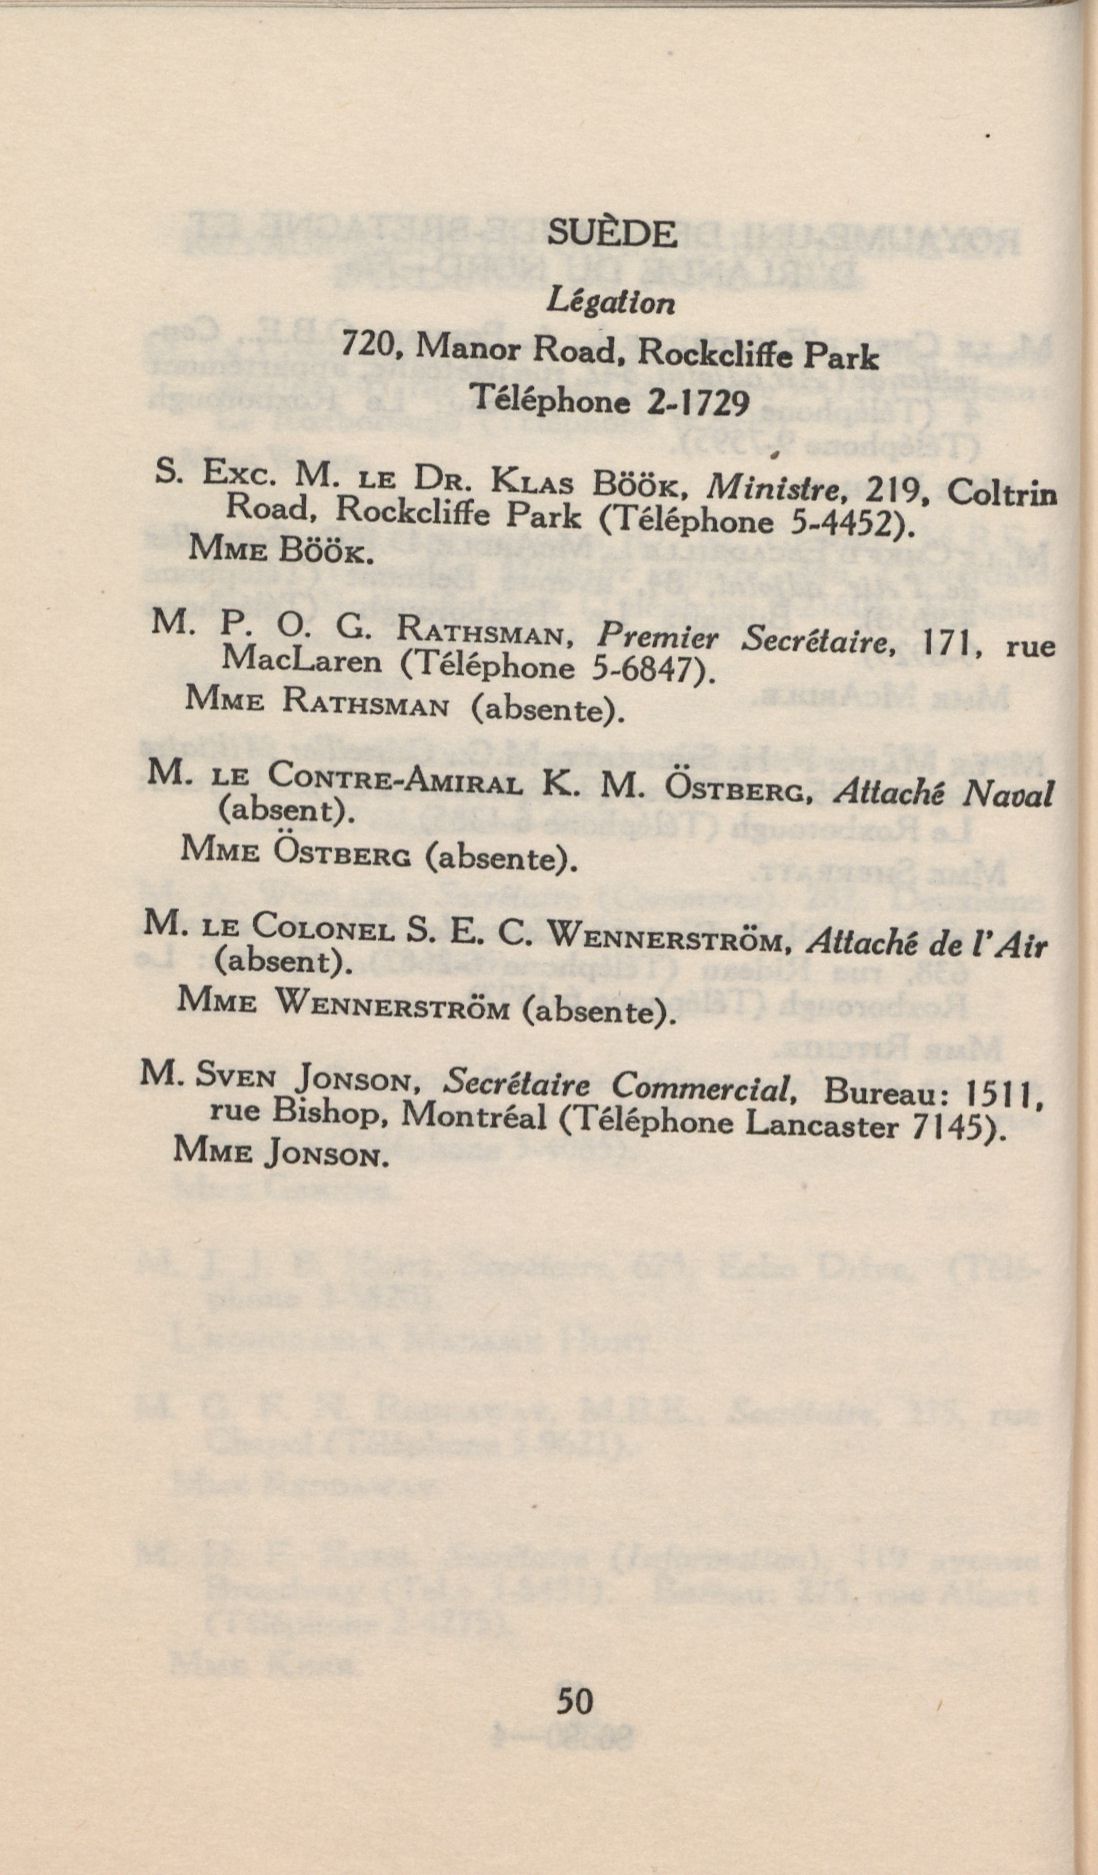 SUÈDE
Légation
720, Manor Road, Rockcliffe Park
Téléphone 2-1729
S. Exc. M. le Dr. Klas Böök, Ministre, 219, Coltrin
Road, Rockcliffe Park (Téléphone 5-4452).
Mme Böök.
M. P. O. G. Rathsman, Premier Secrétaire, 171, rue
MacLaren (Téléphone 5-6847).
Mme Rathsman (absente).
M. le Contre-Amiral K. M. Östberg, Attaché Naval
(absent).
Mme Östberg (absente).
M. le Colonel S. E. C. Wennerström, Attaché de l'Air
(absent).
Mme Wennerström (absente).
M. Sven Jonson, Secrétaire Commercial, Bureau: 1511,
rue Bishop, Montréal (Téléphone Lancaster 7145).
Mme Jonson.
50